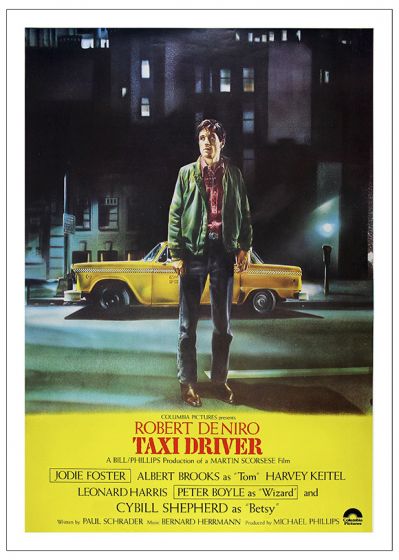 COLUMBIA PICTURES presents
ROBERT DE NIRO
TAXI DRIVER
A BILL/PHILLIPS Production of a MARTIN SCORSESE Film
JODIE FOSTER ALBERT BROOKS as "Tom" HARVEY KEITEL
LEONARD HARRIS PETER BOYLE as "Wizard" and
CYBILL SHEPHERD as "Betsy"
Written by PAUL SCHRADER Music BERNARD HERRMANN Produced by MICHAEL PHILLIPS
Columbia
Pictures